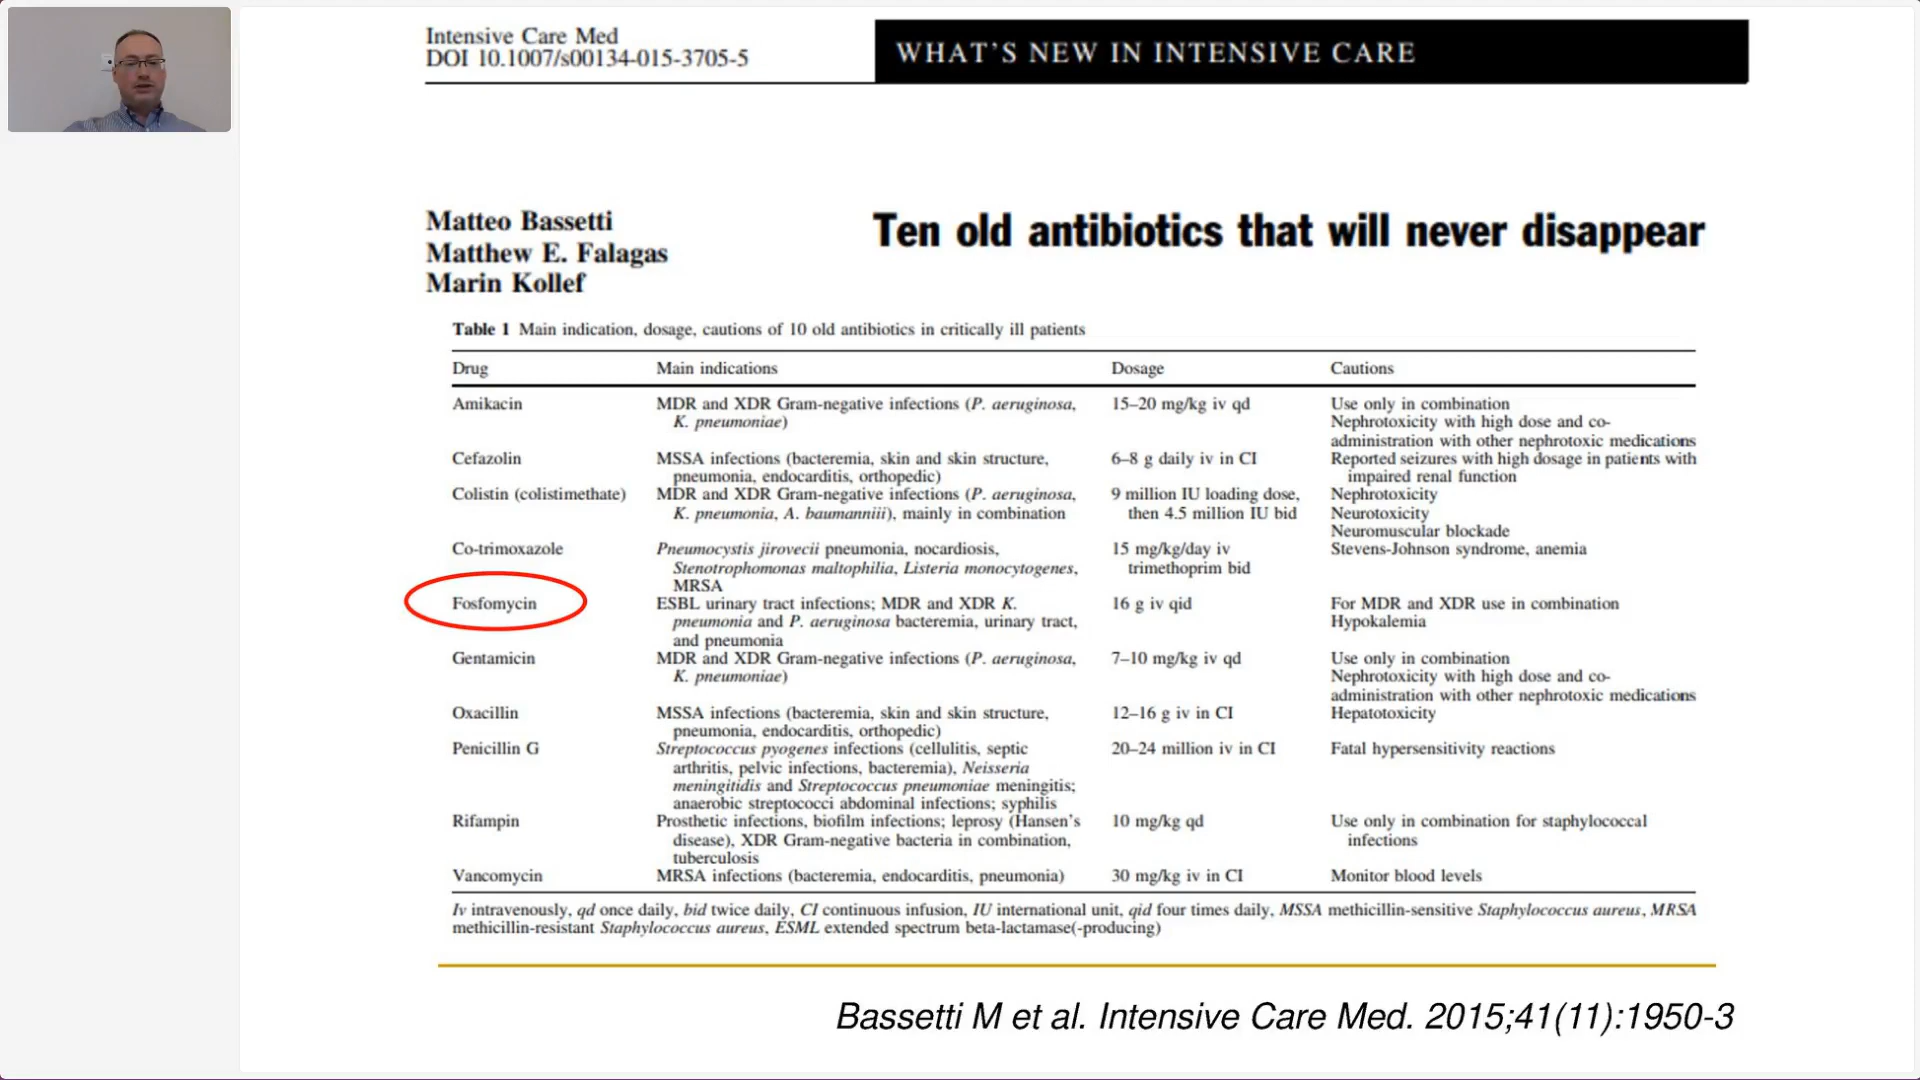 Intensive Care Med
DOI 10.1007/s00134-015-3705-5
WHAT'S NEW IN INTENSIVE CARE
Matteo Bassetti
Matthew E. Falagas
Marin Kollef
Ten old antibiotics that will never disappear
Table 1 Main indication, dosage, cautions of 10 old antibiotics in critically ill patients
Drug Main indications Dosage Cautions
Amikacin MDR and XDR Gram-negative infections (P. aeruginosa, 15–20 mg/kg iv qd Use only in combination
K. pneumoniae) Nephrotoxicity with high dose and co-
administration with other nephrotoxic medications
Cefazolin MSSA infections (bacteremia, skin and skin structure, 6–8 g daily iv in CI Reported seizures with high dosage in patients with
pneumonia, endocarditis, orthopedic) impaired renal function
Colistin (colistimethate) MDR and XDR Gram-negative infections (P. aeruginosa, 9 million IU loading dose, Nephrotoxicity
K. pneumonia, A. baumanniii), mainly in combination then 4.5 million IU bid Neurotoxicity
Neuromuscular blockade
Co-trimoxazole Pneumocystis jirovecii pneumonia, nocardiosis, 15 mg/kg/day iv Stevens-Johnson syndrome, anemia
Stenotrophomonas maltophilia, Listeria monocytogenes, trimethoprim bid
MRSA
Fosfomycin ESBL urinary tract infections; MDR and XDR K. 16 g iv qid For MDR and XDR use in combination
pneumonia and P. aeruginosa bacteremia, urinary tract, Hypokalemia
and pneumonia
Gentamicin MDR and XDR Gram-negative infections (P. aeruginosa, 7–10 mg/kg iv qd Use only in combination
K. pneumoniae) Nephrotoxicity with high dose and co-
administration with other nephrotoxic medications
Oxacillin MSSA infections (bacteremia, skin and skin structure, 12–16 g iv in CI Hepatotoxicity
pneumonia, endocarditis, orthopedic)
Penicillin G Streptococcus pyogenes infections (cellulitis, septic 20–24 million iv in CI Fatal hypersensitivity reactions
arthritis, pelvic infections, bacteremia), Neisseria
meningitidis and Streptococcus pneumoniae meningitis;
anaerobic streptococci abdominal infections; syphilis
Rifampin Prosthetic infections, biofilm infections; leprosy (Hansen's 10 mg/kg qd Use only in combination for staphylococcal
disease), XDR Gram-negative bacteria in combination, infections
tuberculosis
Vancomycin MRSA infections (bacteremia, endocarditis, pneumonia) 30 mg/kg iv in CI Monitor blood levels
Iv intravenously, qd once daily, bid twice daily, CI continuous infusion, IU international unit, qid four times daily, MSSA methicillin-sensitive Staphylococcus aureus, MRSA
methicillin-resistant Staphylococcus aureus, ESML extended spectrum beta-lactamase(-producing)
Bassetti M et al. Intensive Care Med. 2015;41(11):1950-3